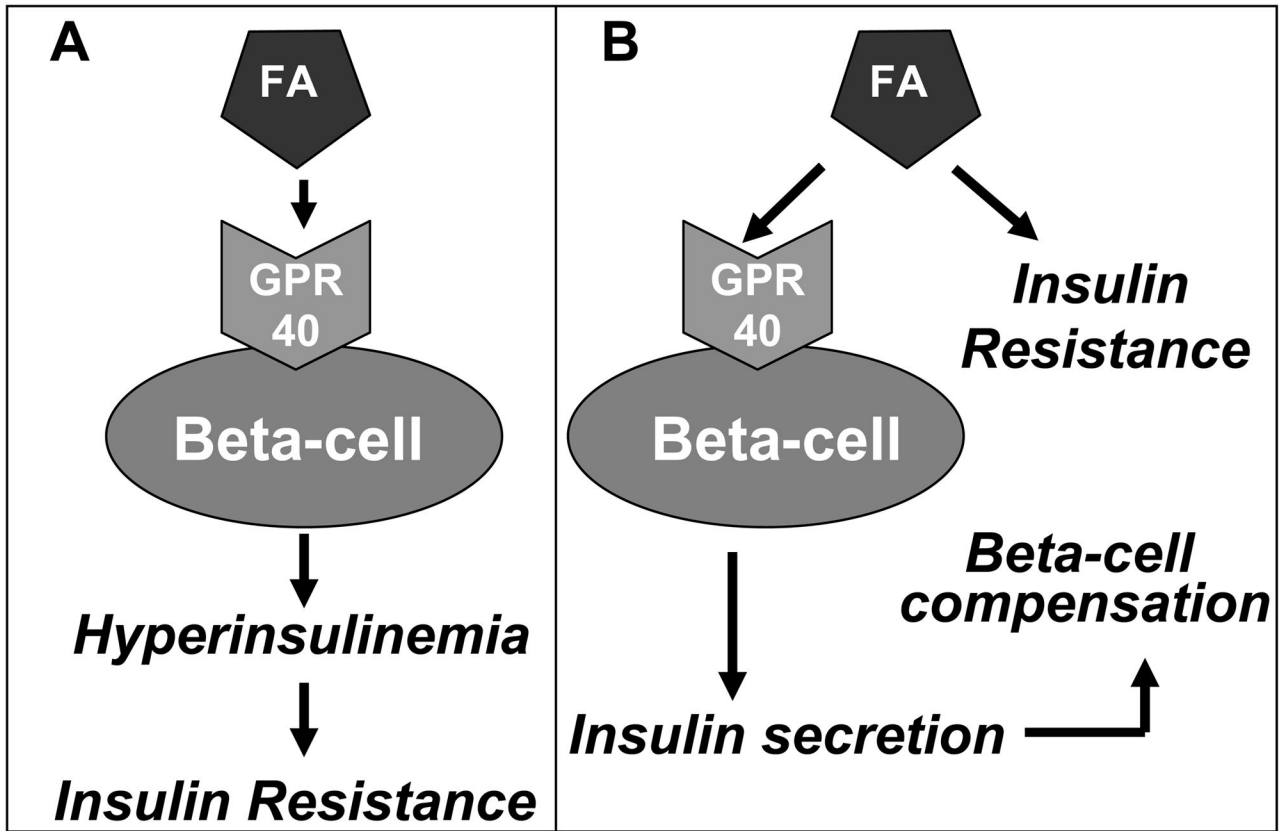 A
FA
GPR
40
Beta-cell
Hyperinsulinemia
Insulin Resistance
B
FA
GPR
40
Insulin
Resistance
Beta-cell
Beta-cell
compensation
Insulin secretion